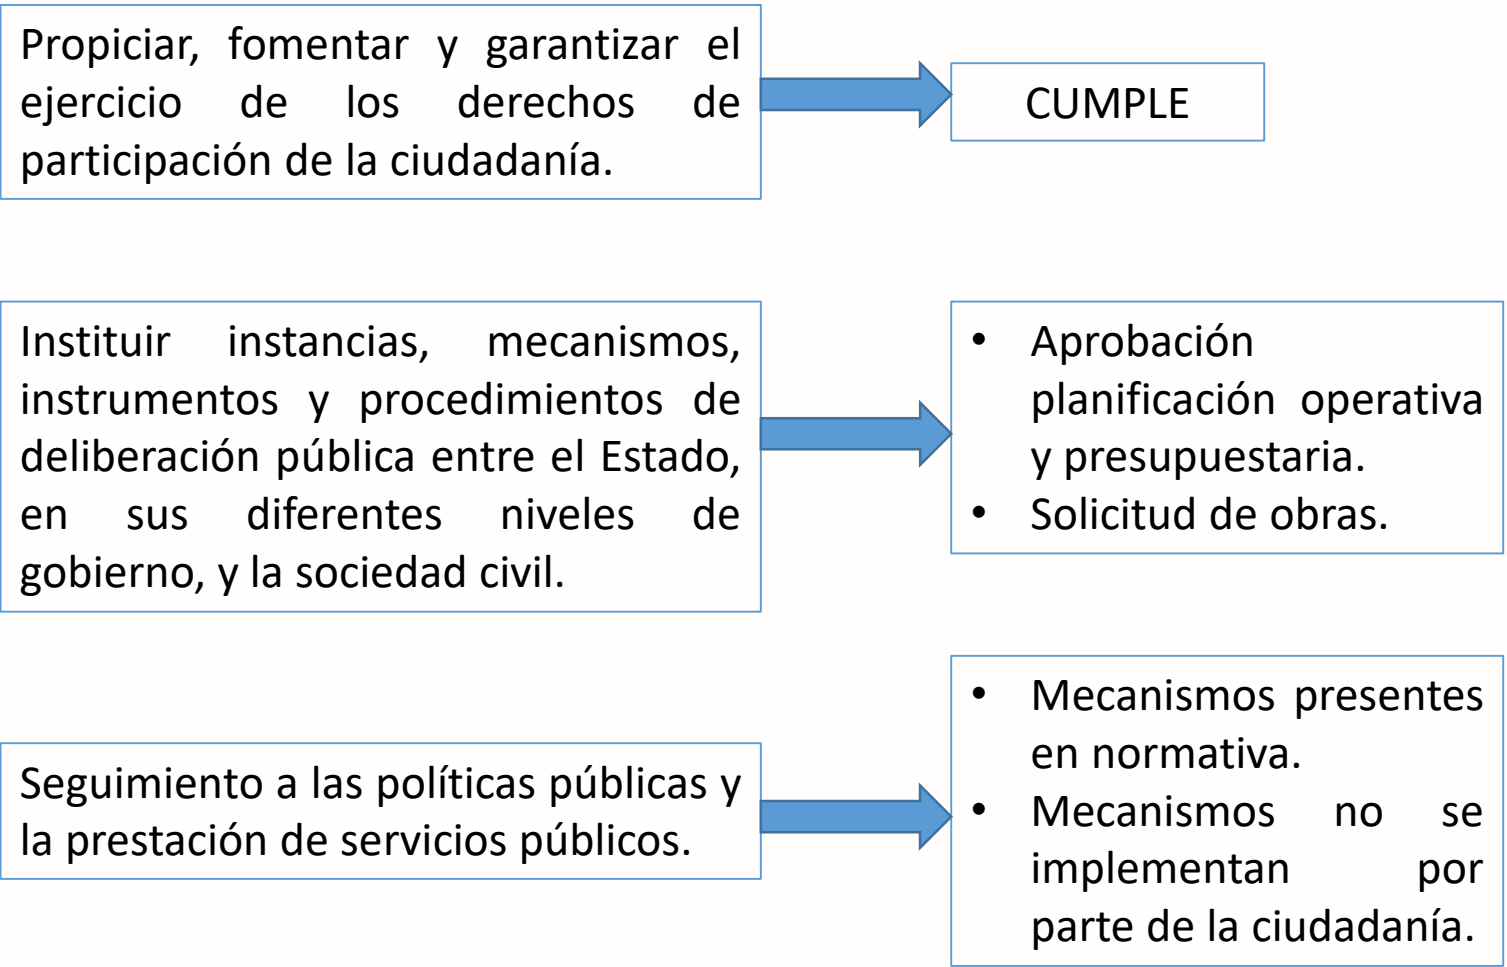 Propiciar, fomentar y garantizar el
ejercicio de los derechos de
participación de la ciudadanía.
CUMPLE
Instituir instancias, mecanismos,
instrumentos y procedimientos de
deliberación pública entre el Estado,
en sus diferentes niveles de
gobierno, y la sociedad civil.
• Aprobación
planificación operativa
y presupuestaria.
• Solicitud de obras.
Seguimiento a las políticas públicas y
la prestación de servicios públicos.
• Mecanismos presentes
en normativa.
• Mecanismos no se
implementan por
parte de la ciudadanía.